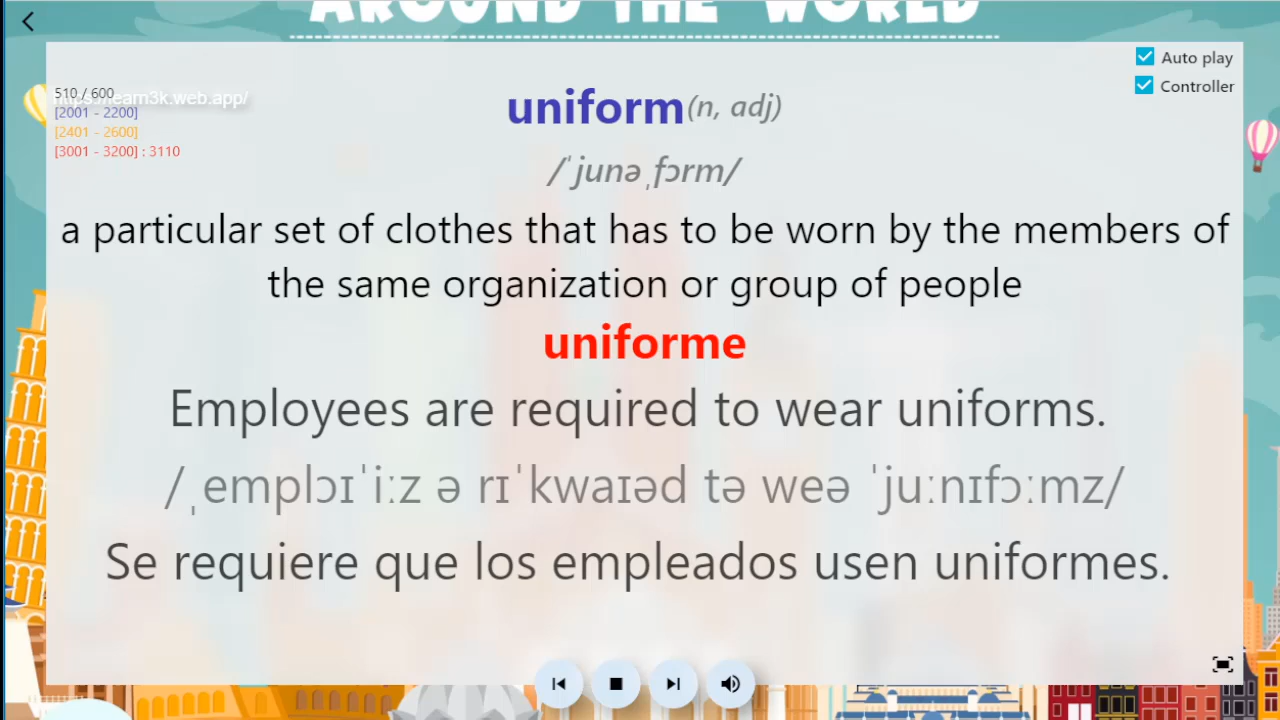 AROUND THE WORLD
Auto play
Controller
510 / 600
https://learn3k.web.app/
[2001 - 2200]
[2401 - 2600]
[3001 - 3200] : 3110
uniform(n, adj)
/ˈjunəˌfɔrm/
a particular set of clothes that has to be worn by the members of
the same organization or group of people
uniforme
Employees are required to wear uniforms.
/ˌemplɔɪˈiːz ə rɪˈkwaɪəd tə weə ˈjuːnɪfɔːmz/
Se requiere que los empleados usen uniformes.